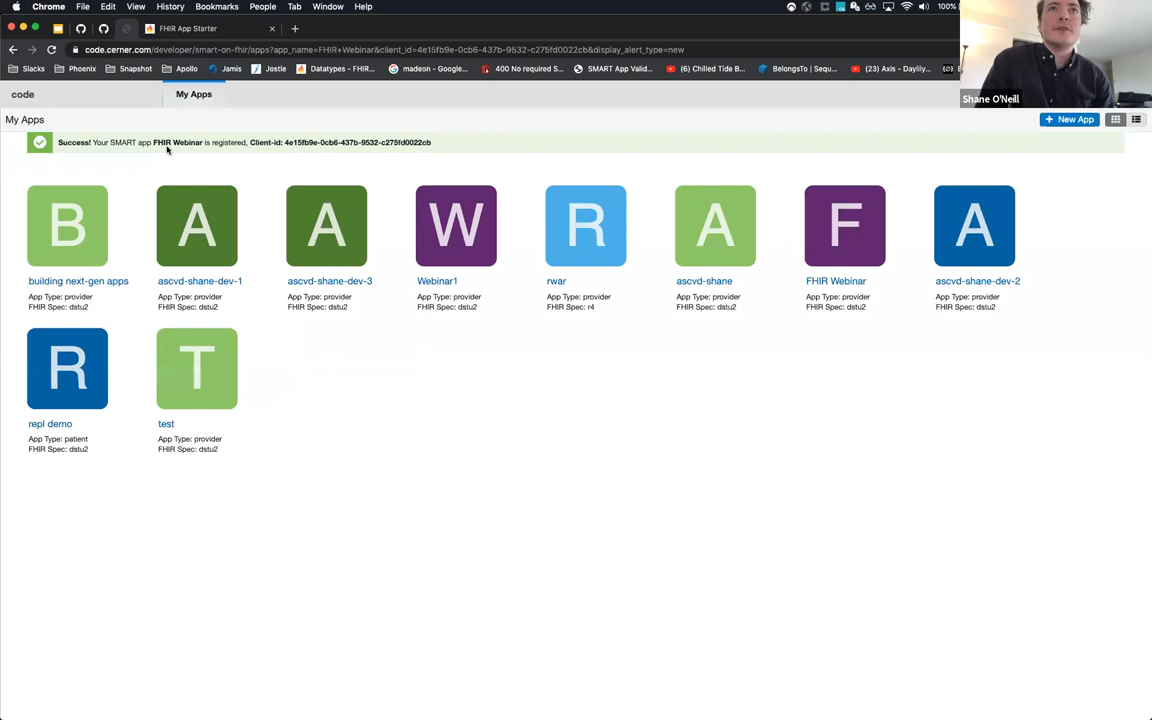 Chrome File Edit View History Bookmarks People Tab Window Help 100%
FHIR App Starter
code.cerner.com/developer/smart-on-fhir/apps?app_name=FHIR+Webinar&client_id=4e15fb9e-0cb6-437b-9532-c275fd0022cb&display_alert_type=new
Slacks Phoenix Snapshot Apollo Jamis Jostle Datatypes - FHIR... madeon - Google... 400 No required S... SMART App Valid... (6) Chilled Tide B... BelongsTo | Sequ... (23) Axis - Daylily...
Shane O'Neill
code My Apps
My Apps
+ New App
Success! Your SMART app FHIR Webinar is registered, Client-id: 4e15fb9e-0cb6-437b-9532-c275fd0022cb
B A A W R A F A
building next-gen apps ascvd-shane-dev-1 ascvd-shane-dev-3 Webinar1 rwar ascvd-shane FHIR Webinar ascvd-shane-dev-2
App Type: provider App Type: provider App Type: provider App Type: provider App Type: provider App Type: provider App Type: provider App Type: provider
FHIR Spec: dstu2 FHIR Spec: dstu2 FHIR Spec: dstu2 FHIR Spec: dstu2 FHIR Spec: r4 FHIR Spec: dstu2 FHIR Spec: dstu2 FHIR Spec: dstu2
R T
repl demo test
App Type: patient App Type: provider
FHIR Spec: dstu2 FHIR Spec: dstu2